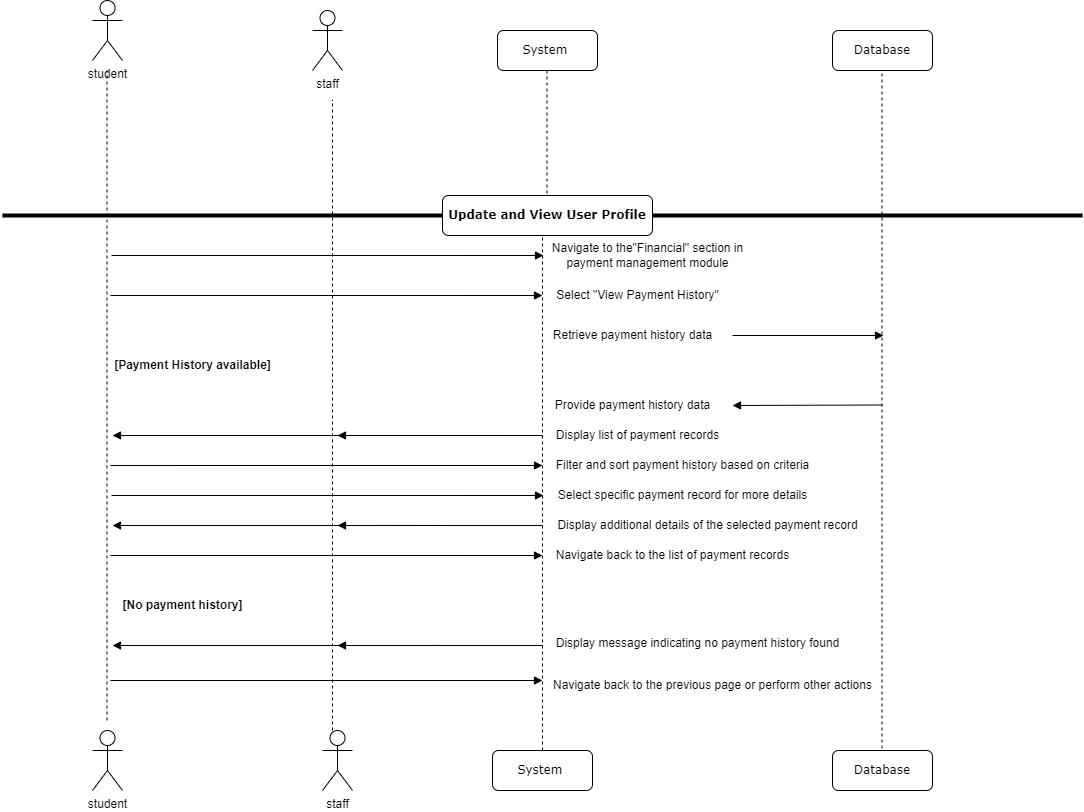 student
staff
System
Database
Update and View User Profile
Navigate to the"Financial" section in
payment management module
Select "View Payment History"
Retrieve payment history data
[Payment History available]
Provide payment history data
Display list of payment records
Filter and sort payment history based on criteria
Select specific payment record for more details
Display additional details of the selected payment record
Navigate back to the list of payment records
[No payment history]
Display message indicating no payment history found
Navigate back to the previous page or perform other actions
student
staff
System
Database